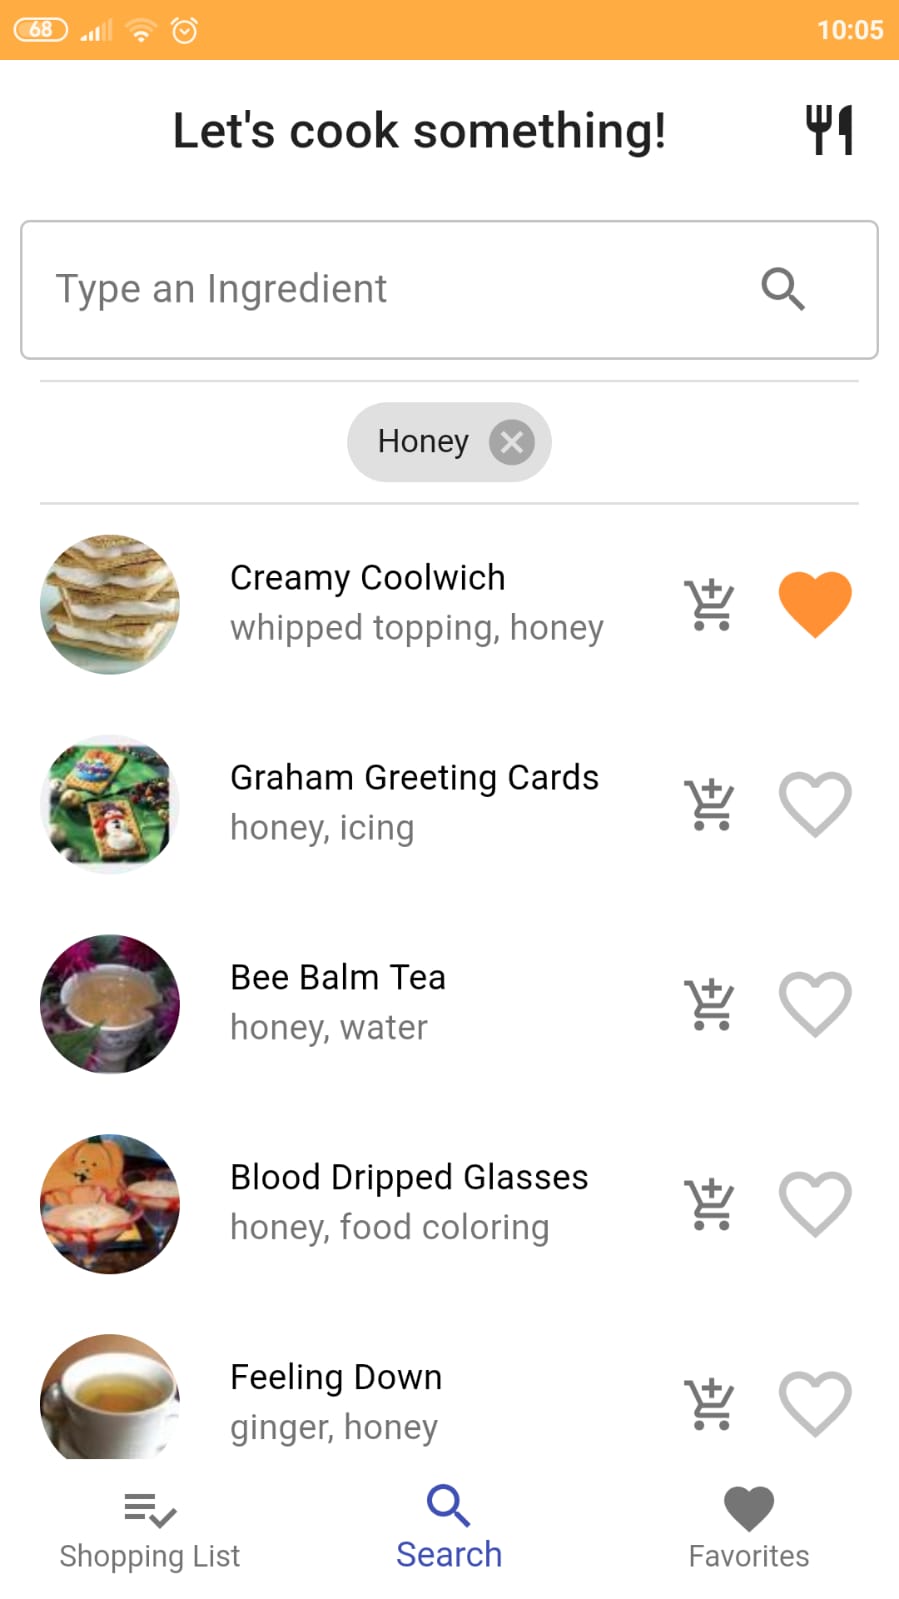 68 10:05
Let's cook something!
Type an Ingredient
Honey
Creamy Coolwich
whipped topping, honey
Graham Greeting Cards
honey, icing
Bee Balm Tea
honey, water
Blood Dripped Glasses
honey, food coloring
Feeling Down
ginger, honey
Shopping List Search Favorites